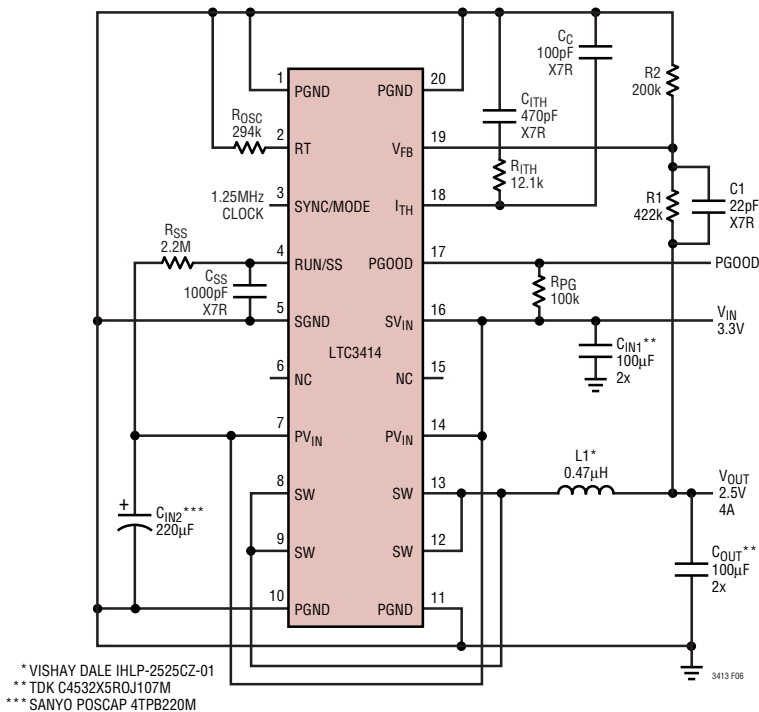 1
PGND
20
PGND
R_OSC
294k
2
RT
19
V_FB
C_C
100pF
X7R
C_ITH
470pF
X7R
R2
200k
R_ITH
12.1k
1.25MHz
CLOCK
3
SYNC/MODE
18
I_TH
R1
422k
C1
22pF
X7R
R_SS
2.2M
4
RUN/SS
17
PGOOD
PGOOD
C_SS
1000pF
X7R
R_PG
100k
5
SGND
16
SV_IN
V_IN
3.3V
LTC3414
C_IN1**
100µF
2x
6
NC
15
NC
7
PV_IN
14
PV_IN
L1*
0.47µH
8
SW
13
SW
V_OUT
2.5V
4A
+
C_IN2***
220µF
9
SW
12
SW
C_OUT**
100µF
2x
10
PGND
11
PGND
3413 F06
* VISHAY DALE IHLP-2525CZ-01
** TDK C4532X5ROJ107M
*** SANYO POSCAP 4TPB220M